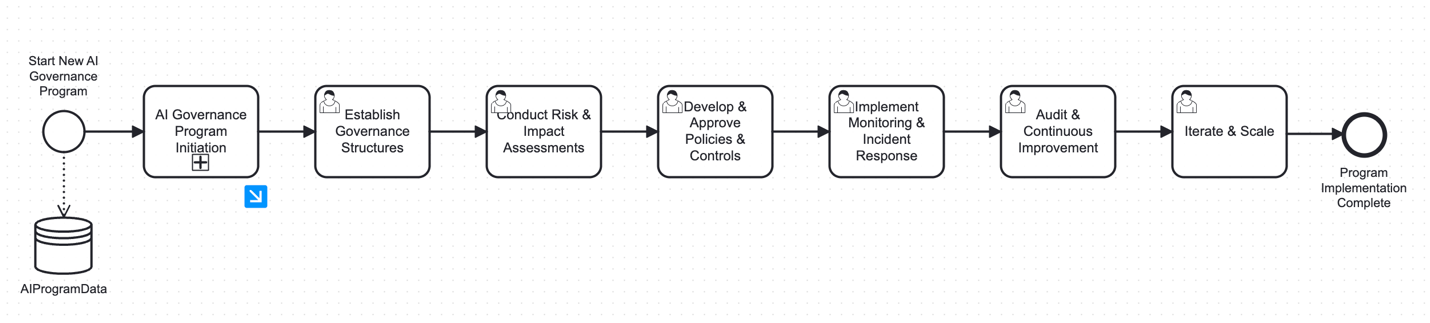 Start New AI
Governance
Program
AI Governance
Program
Initiation
Establish
Governance
Structures
Conduct Risk &
Impact
Assessments
Develop &
Approve
Policies &
Controls
Implement
Monitoring &
Incident
Response
Audit &
Continuous
Improvement
Iterate & Scale
Program
Implementation
Complete
AIProgramData